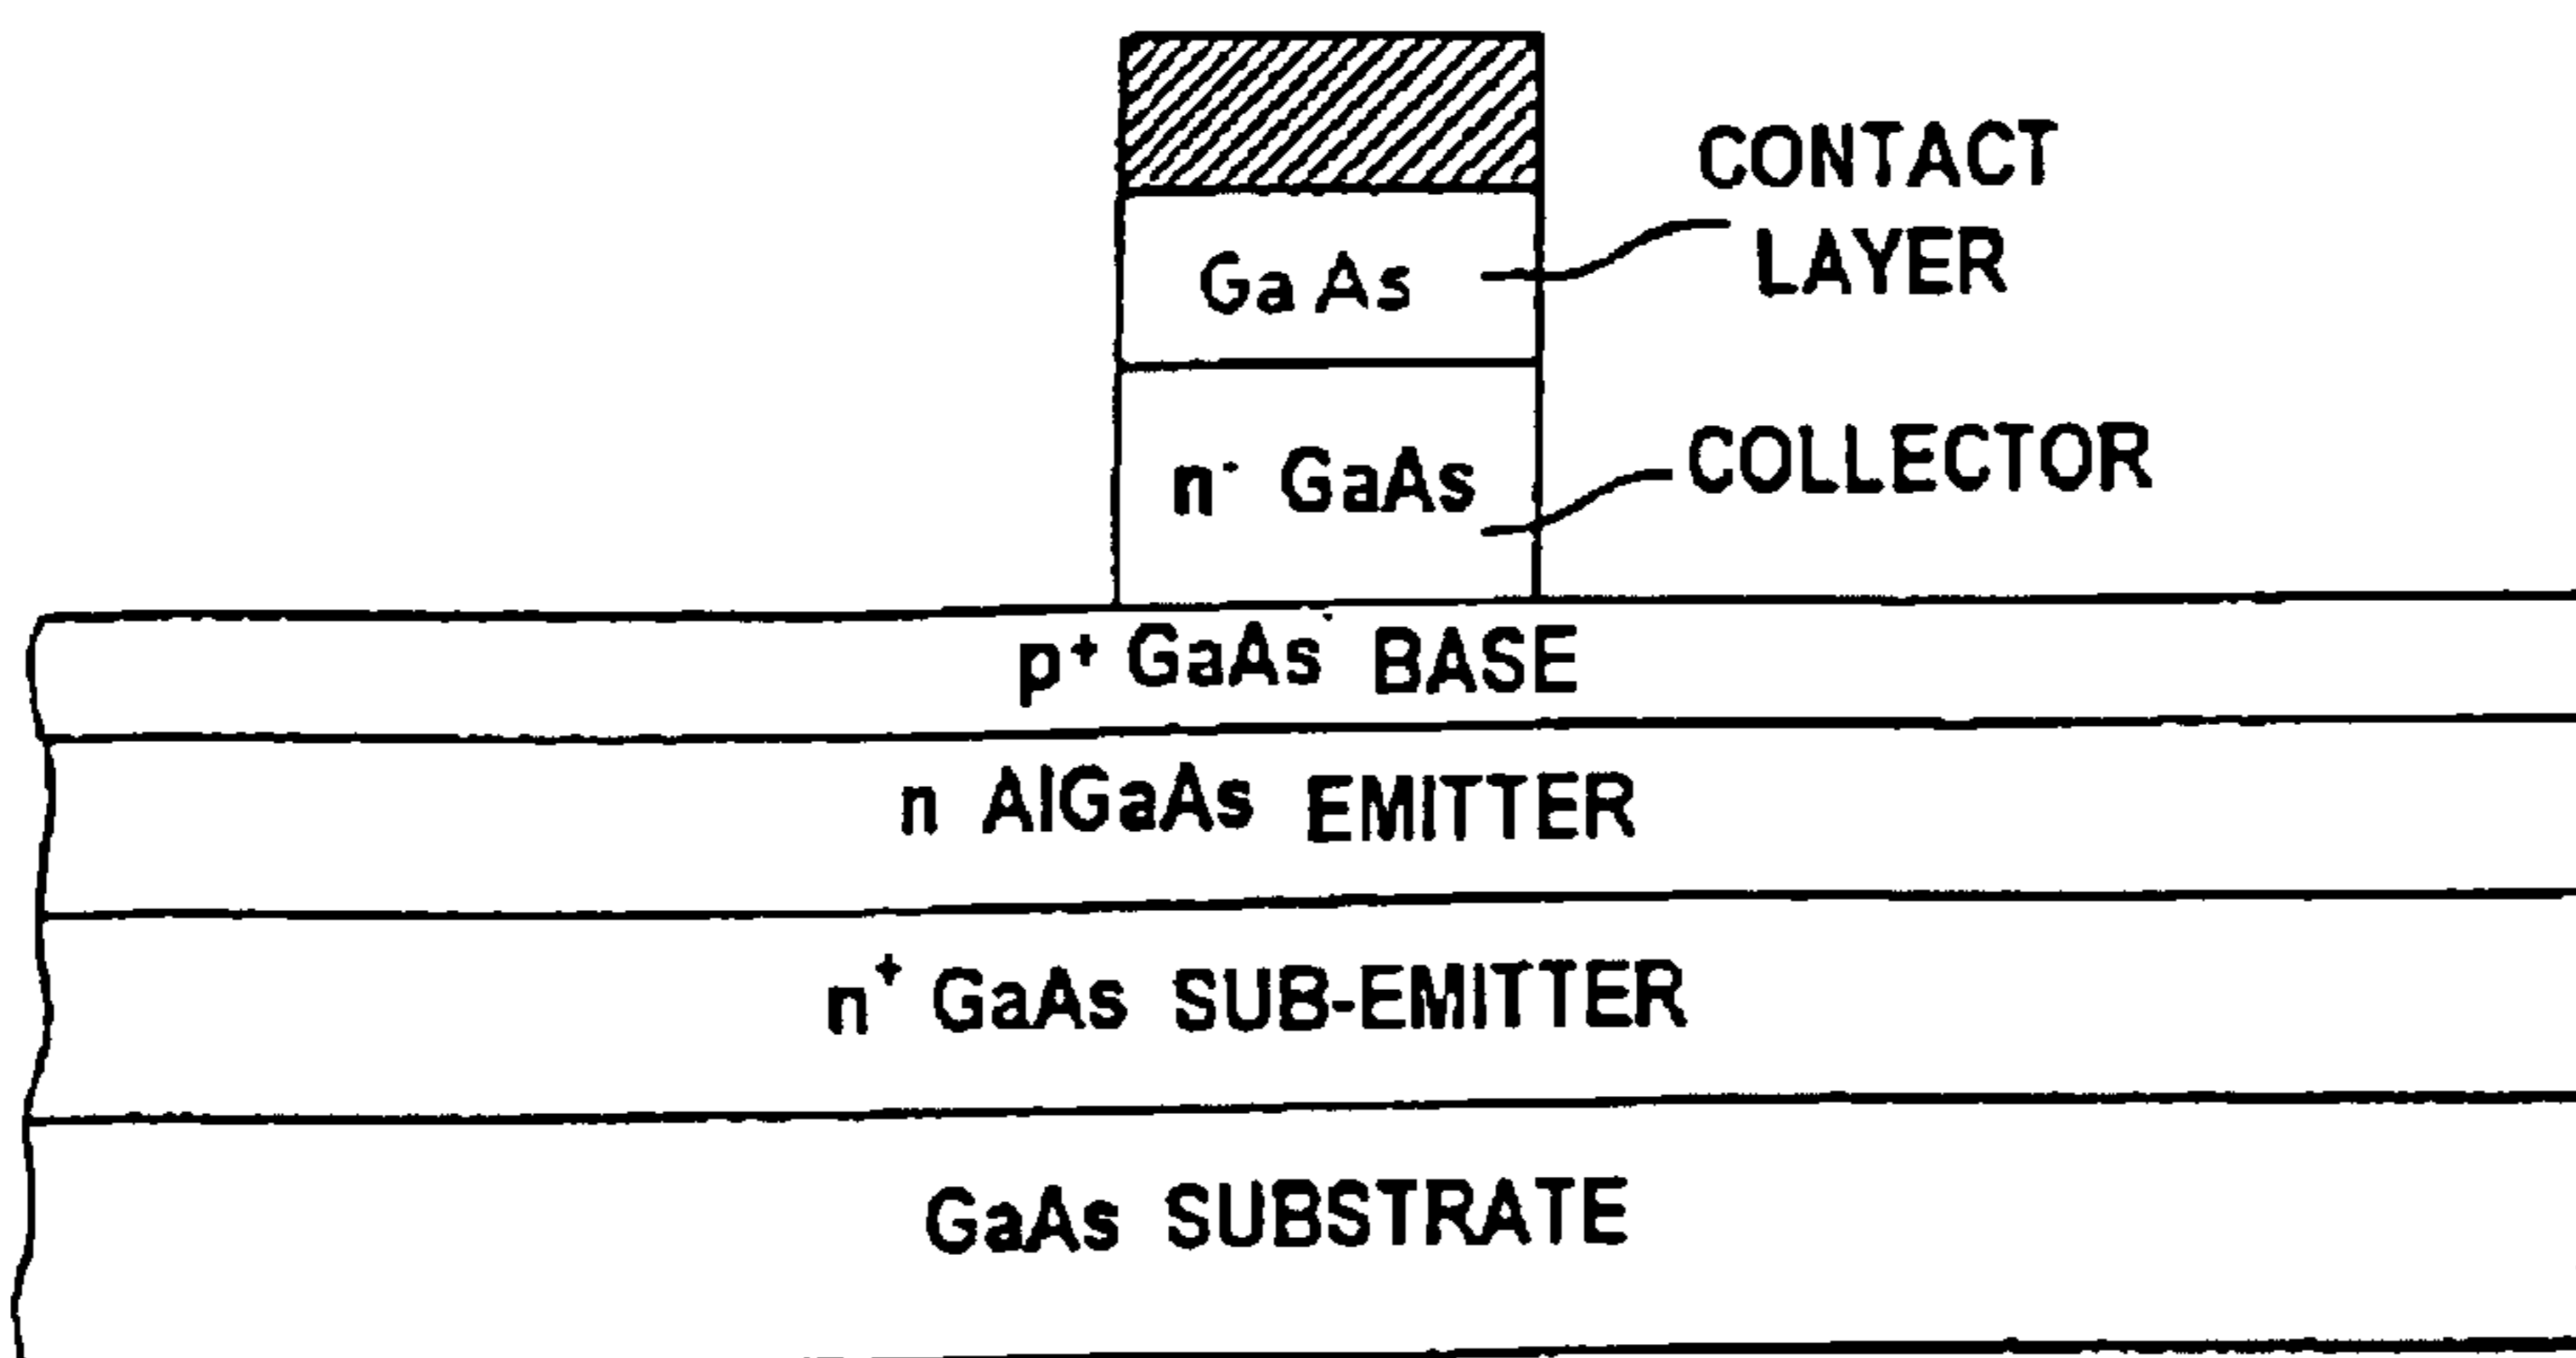 CONTACT
LAYER
Ga As
n- GaAs
COLLECTOR
p+ GaAs BASE
n AlGaAs EMITTER
n+ GaAs SUB-EMITTER
GaAs SUBSTRATE